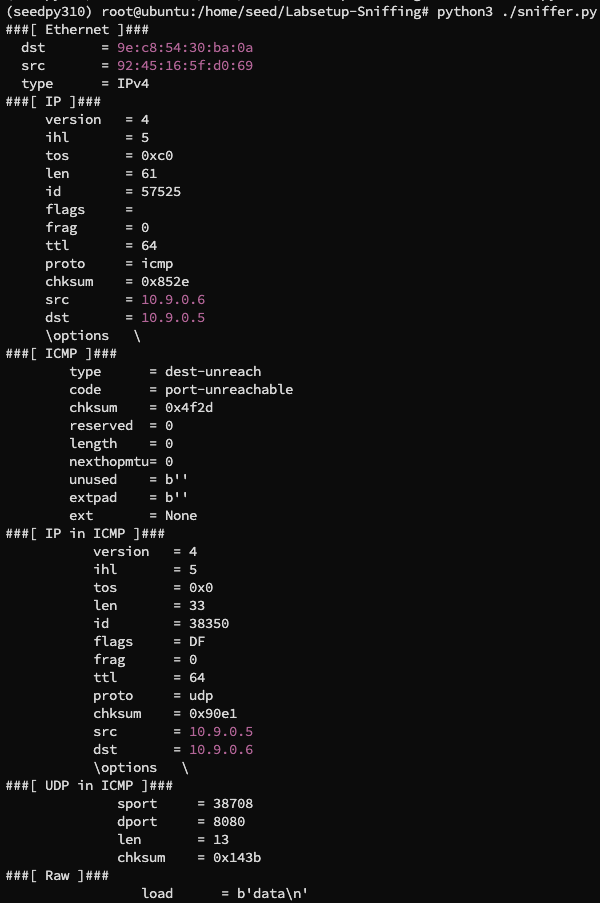 (seedpy310) root@ubuntu:/home/seed/Labsetup-Sniffing# python3 ./sniffer.py
###[ Ethernet ]###
  dst       = 9e:c8:54:30:ba:0a
  src       = 92:45:16:5f:d0:69
  type      = IPv4
###[ IP ]###
     version   = 4
     ihl       = 5
     tos       = 0xc0
     len       = 61
     id        = 57525
     flags     =
     frag      = 0
     ttl       = 64
     proto     = icmp
     chksum    = 0x852e
     src       = 10.9.0.6
     dst       = 10.9.0.5
     \options   \
###[ ICMP ]###
        type      = dest-unreach
        code      = port-unreachable
        chksum    = 0x4f2d
        reserved  = 0
        length    = 0
        nexthopmtu= 0
        unused    = b''
        extpad    = b''
        ext       = None
###[ IP in ICMP ]###
           version   = 4
           ihl       = 5
           tos       = 0x0
           len       = 33
           id        = 38350
           flags     = DF
           frag      = 0
           ttl       = 64
           proto     = udp
           chksum    = 0x90e1
           src       = 10.9.0.5
           dst       = 10.9.0.6
           \options   \
###[ UDP in ICMP ]###
              sport     = 38708
              dport     = 8080
              len       = 13
              chksum    = 0x143b
###[ Raw ]###
                 load      = b'data\n'